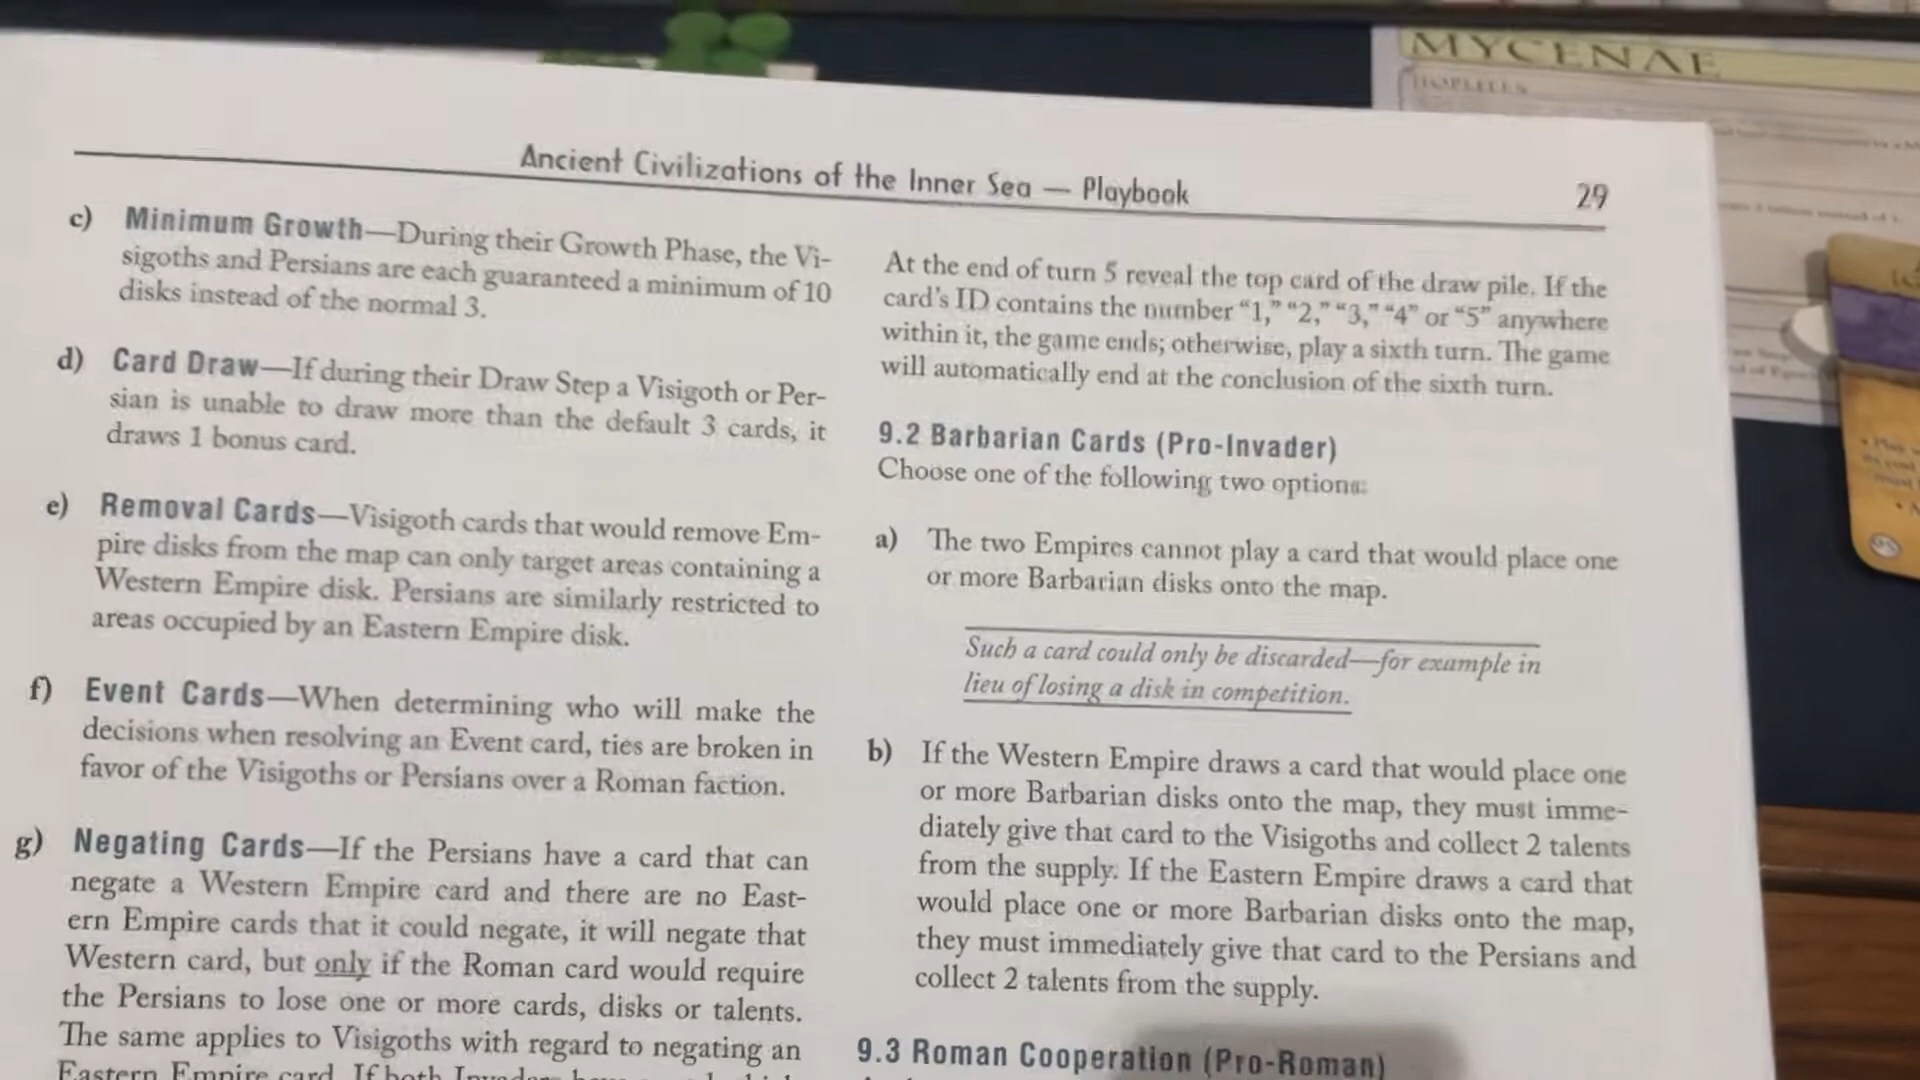 MYCENAE
HOPLITES
Ancient Civilizations of the Inner Sea — Playbook
29
c) Minimum Growth—During their Growth Phase, the Vi-
sigoths and Persians are each guaranteed a minimum of 10
disks instead of the normal 3.
d) Card Draw—If during their Draw Step a Visigoth or Per-
sian is unable to draw more than the default 3 cards, it
draws 1 bonus card.
e) Removal Cards—Visigoth cards that would remove Em-
pire disks from the map can only target areas containing a
Western Empire disk. Persians are similarly restricted to
areas occupied by an Eastern Empire disk.
f) Event Cards—When determining who will make the
decisions when resolving an Event card, ties are broken in
favor of the Visigoths or Persians over a Roman faction.
g) Negating Cards—If the Persians have a card that can
negate a Western Empire card and there are no East-
ern Empire cards that it could negate, it will negate that
Western card, but only if the Roman card would require
the Persians to lose one or more cards, disks or talents.
The same applies to Visigoths with regard to negating an
Eastern Empire card. If both Invaders have
At the end of turn 5 reveal the top card of the draw pile. If the
card's ID contains the number “1,” “2,” “3,” “4” or “5” anywhere
within it, the game ends; otherwise, play a sixth turn. The game
will automatically end at the conclusion of the sixth turn.
9.2 Barbarian Cards (Pro-Invader)
Choose one of the following two options:
a) The two Empires cannot play a card that would place one
or more Barbarian disks onto the map.
Such a card could only be discarded—for example in
lieu of losing a disk in competition.
b) If the Western Empire draws a card that would place one
or more Barbarian disks onto the map, they must imme-
diately give that card to the Visigoths and collect 2 talents
from the supply. If the Eastern Empire draws a card that
would place one or more Barbarian disks onto the map,
they must immediately give that card to the Persians and
collect 2 talents from the supply.
9.3 Roman Cooperation (Pro-Roman)